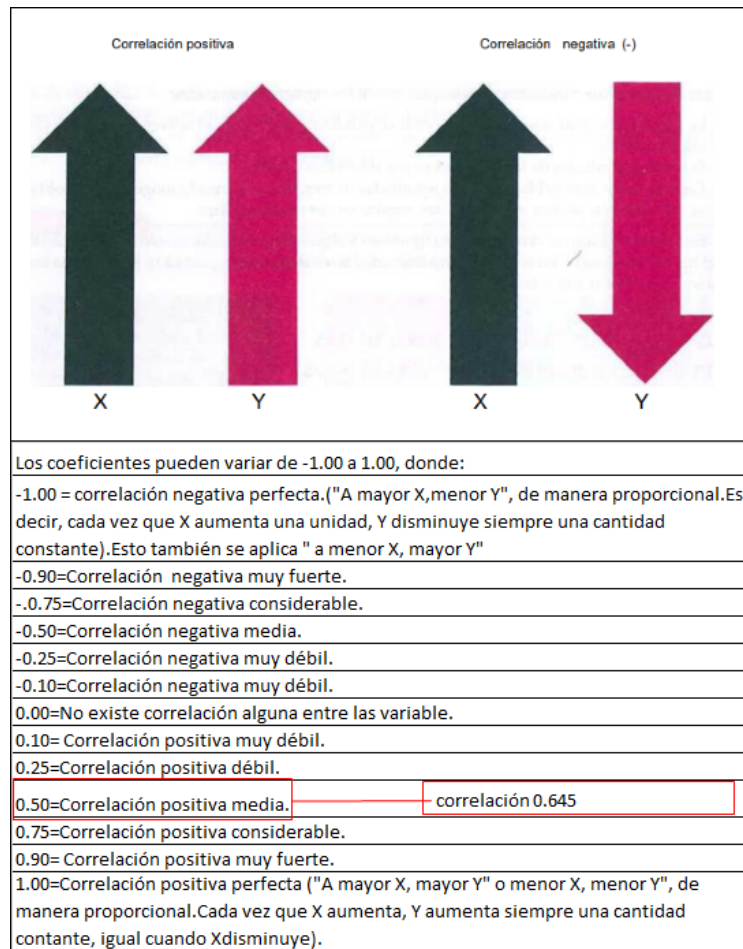 Correlación positiva
Correlación negativa (-)
X
Y
X
Y
Los coeficientes pueden variar de -1.00 a 1.00, donde:
-1.00 = correlación negativa perfecta.("A mayor X,menor Y", de manera proporcional.Es
decir, cada vez que X aumenta una unidad, Y disminuye siempre una cantidad
constante).Esto también se aplica " a menor X, mayor Y"
-0.90=Correlación negativa muy fuerte.
-.0.75=Correlación negativa considerable.
-0.50=Correlación negativa media.
-0.25=Correlación negativa muy débil.
-0.10=Correlación negativa muy débil.
0.00=No existe correlación alguna entre las variable.
0.10= Correlación positiva muy débil.
0.25=Correlación positiva débil.
0.50=Correlación positiva media.
correlación 0.645
0.75=Correlación positiva considerable.
0.90= Correlación positiva muy fuerte.
1.00=Correlación positiva perfecta ("A mayor X, mayor Y" o menor X, menor Y", de
manera proporcional.Cada vez que X aumenta, Y aumenta siempre una cantidad
contante, igual cuando Xdisminuye).